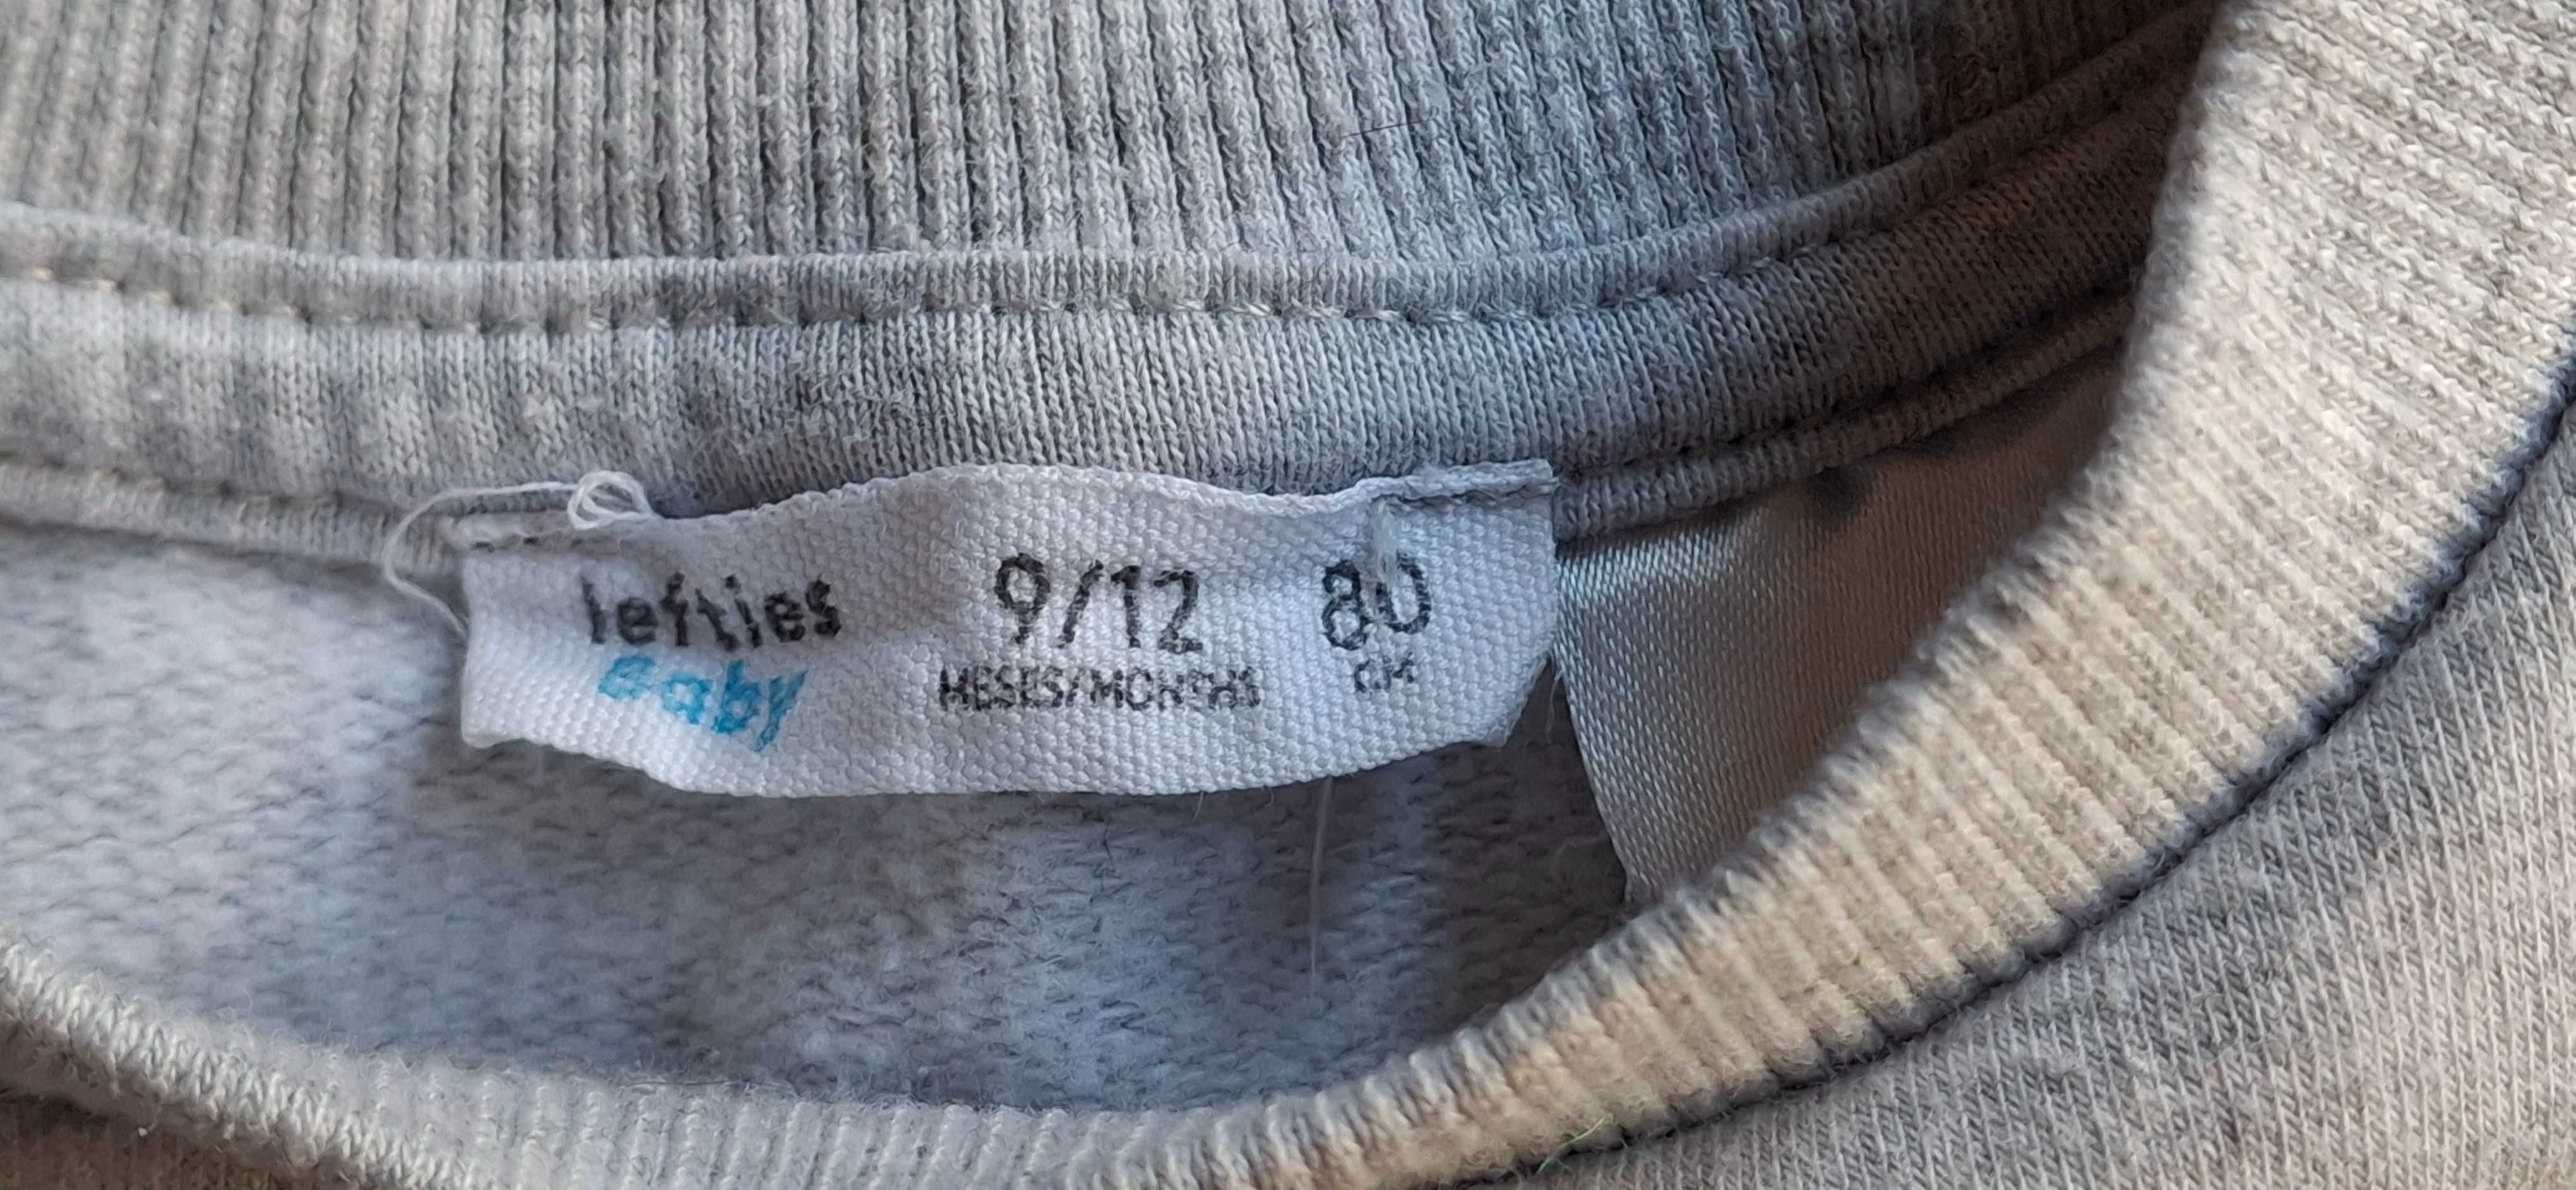 lefties 9/12 80
Baby MESES/MONTHS CM